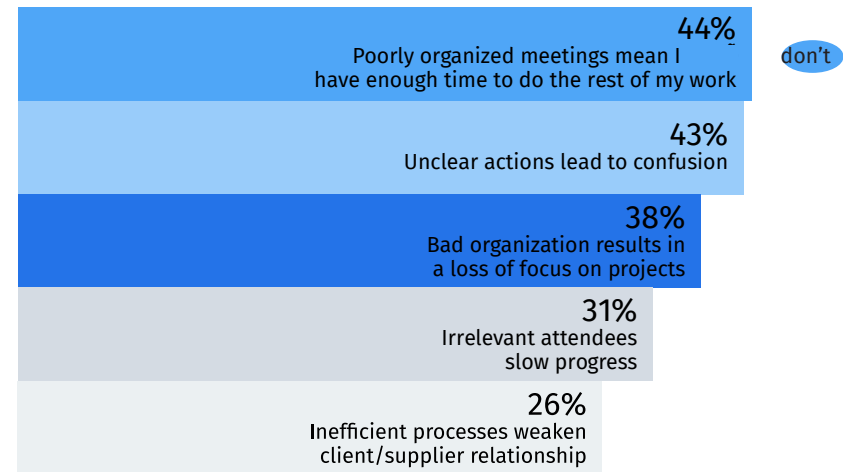 44%
Poorly organized meetings mean I don't
have enough time to do the rest of my work
43%
Unclear actions lead to confusion
38%
Bad organization results in
a loss of focus on projects
31%
Irrelevant attendees
slow progress
26%
Inefficient processes weaken
client/supplier relationship